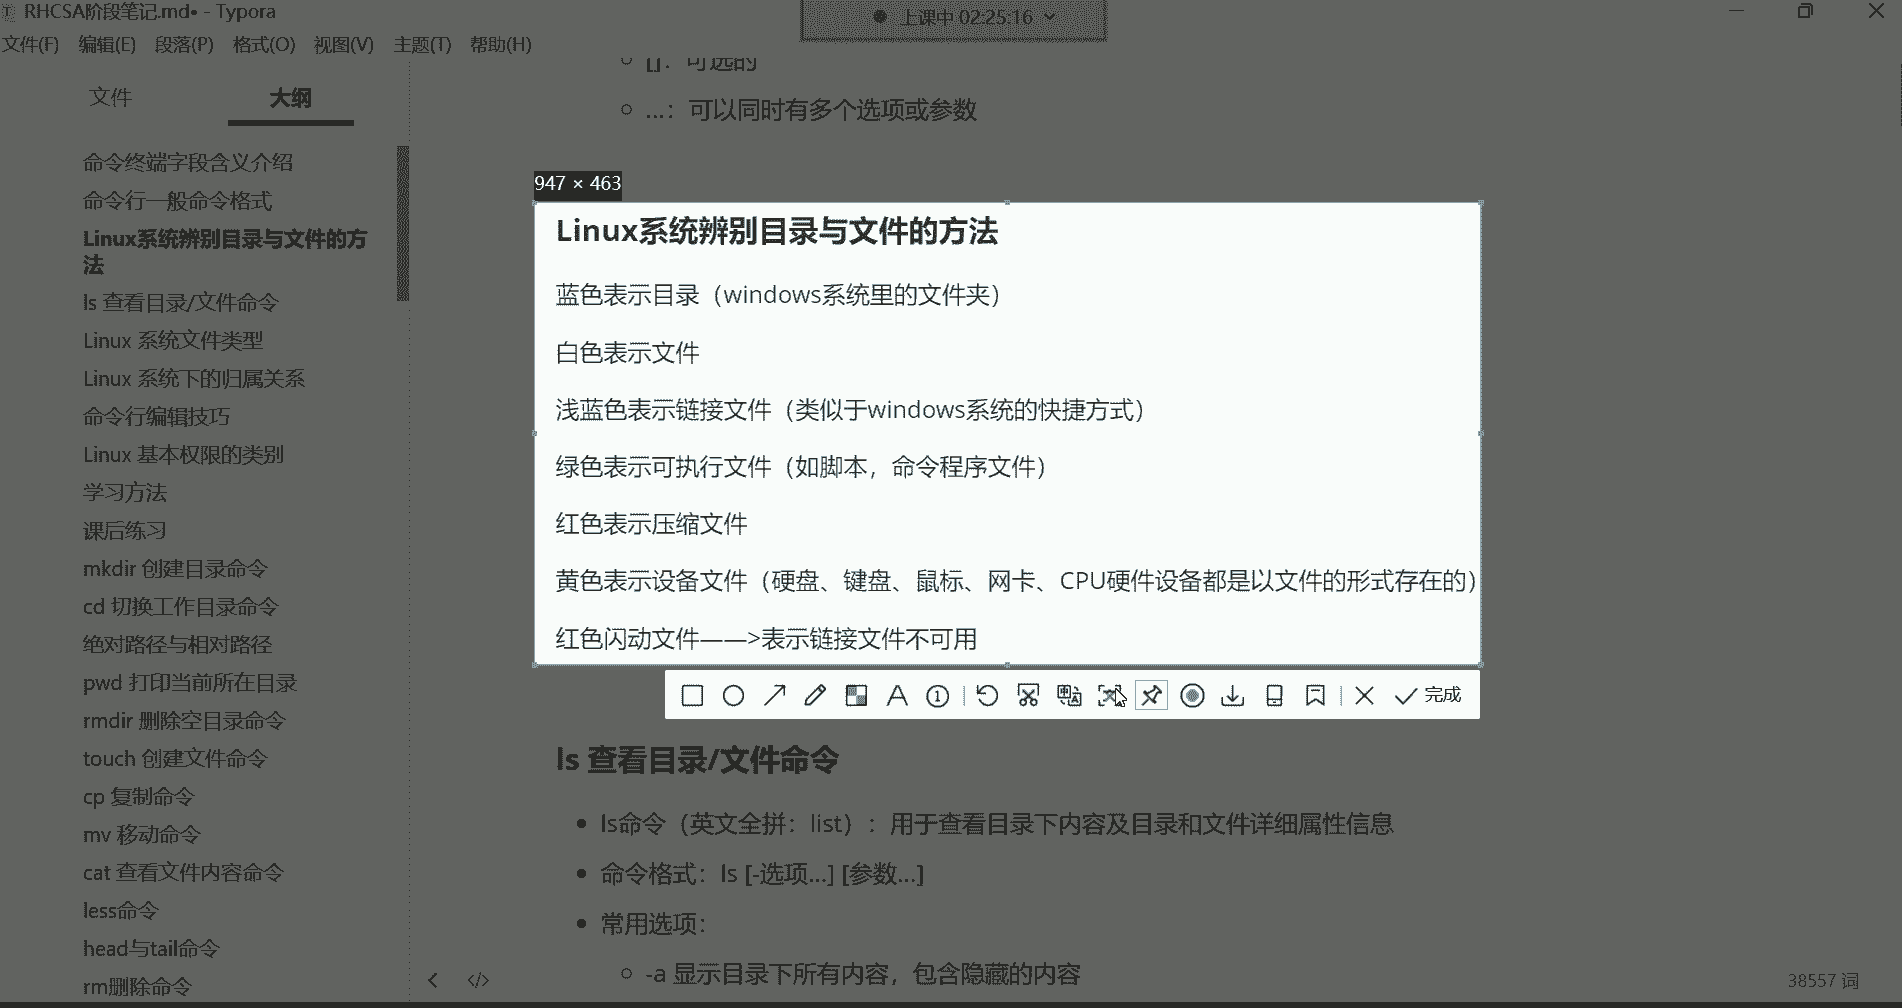 RHCSA阶段笔记.md• - Typora
上课中 02:25:16
文件(F) 编辑(E) 段落(P) 格式(O) 视图(V) 主题(T) 帮助(H)
文件 大纲
命令终端字段含义介绍
命令行一般命令格式
Linux系统辨别目录与文件的方
法
ls 查看目录/文件命令
Linux 系统文件类型
Linux 系统下的归属关系
命令行编辑技巧
Linux 基本权限的类别
学习方法
课后练习
mkdir 创建目录命令
cd 切换工作目录命令
绝对路径与相对路径
pwd 打印当前所在目录
rmdir 删除空目录命令
touch 创建文件命令
cp 复制命令
mv 移动命令
cat 查看文件内容命令
less命令
head与tail命令
rm删除命令
[]：可选的
...：可以同时有多个选项或参数
947 × 463
Linux系统辨别目录与文件的方法
蓝色表示目录（windows系统里的文件夹）
白色表示文件
浅蓝色表示链接文件（类似于windows系统的快捷方式）
绿色表示可执行文件（如脚本，命令程序文件）
红色表示压缩文件
黄色表示设备文件（硬盘、键盘、鼠标、网卡、CPU硬件设备都是以文件的形式存在的）
红色闪动文件——>表示链接文件不可用
完成
ls 查看目录/文件命令
ls命令（英文全拼：list）：用于查看目录下内容及目录和文件详细属性信息
命令格式：ls [-选项...] [参数...]
常用选项：
-a 显示目录下所有内容，包含隐藏的内容
38557 词